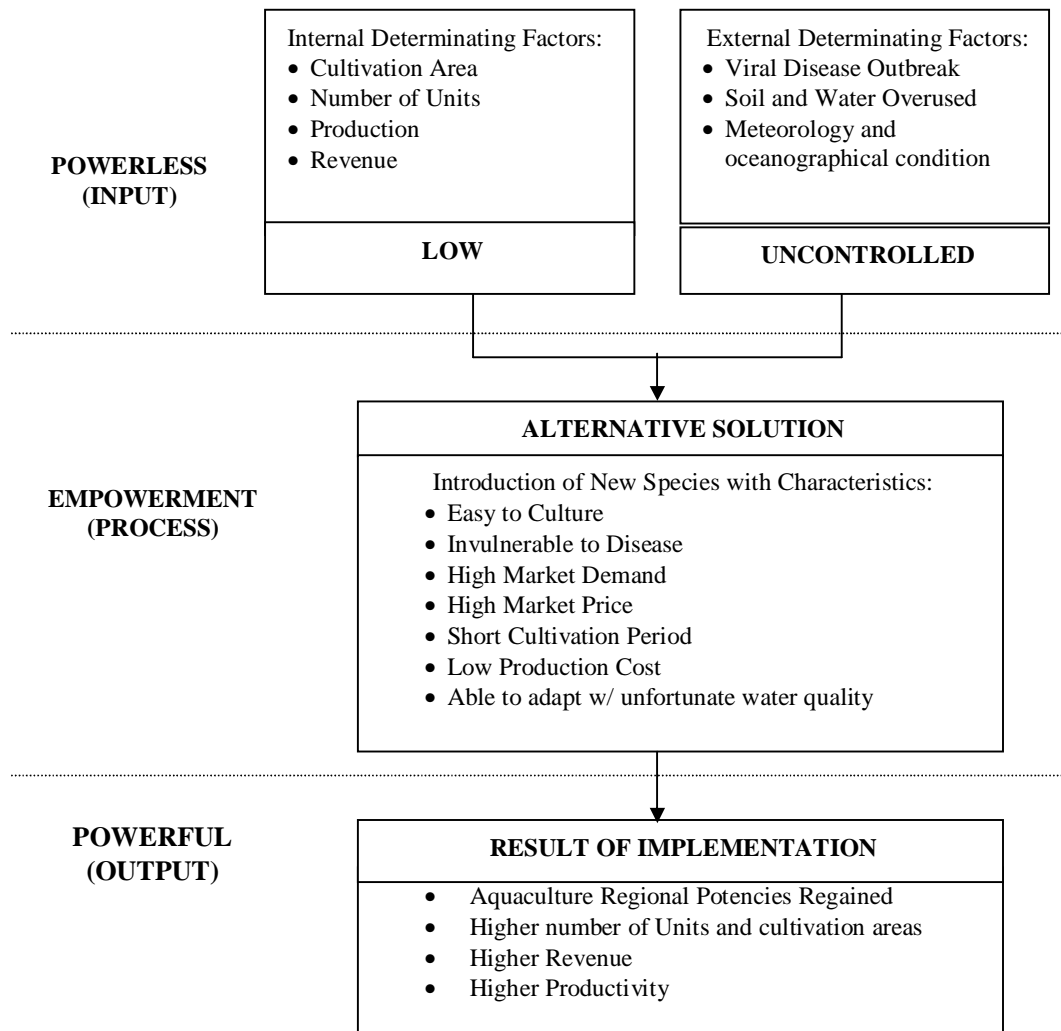 Internal Determinating Factors:
• Cultivation Area
• Number of Units
• Production
• Revenue
LOW
External Determinating Factors:
• Viral Disease Outbreak
• Soil and Water Overused
• Meteorology and
oceanographical condition
UNCONTROLLED
POWERLESS
(INPUT)
ALTERNATIVE SOLUTION
Introduction of New Species with Characteristics:
• Easy to Culture
• Invulnerable to Disease
• High Market Demand
• High Market Price
• Short Cultivation Period
• Low Production Cost
• Able to adapt w/ unfortunate water quality
EMPOWERMENT
(PROCESS)
POWERFUL
(OUTPUT)
RESULT OF IMPLEMENTATION
• Aquaculture Regional Potencies Regained
• Higher number of Units and cultivation areas
• Higher Revenue
• Higher Productivity